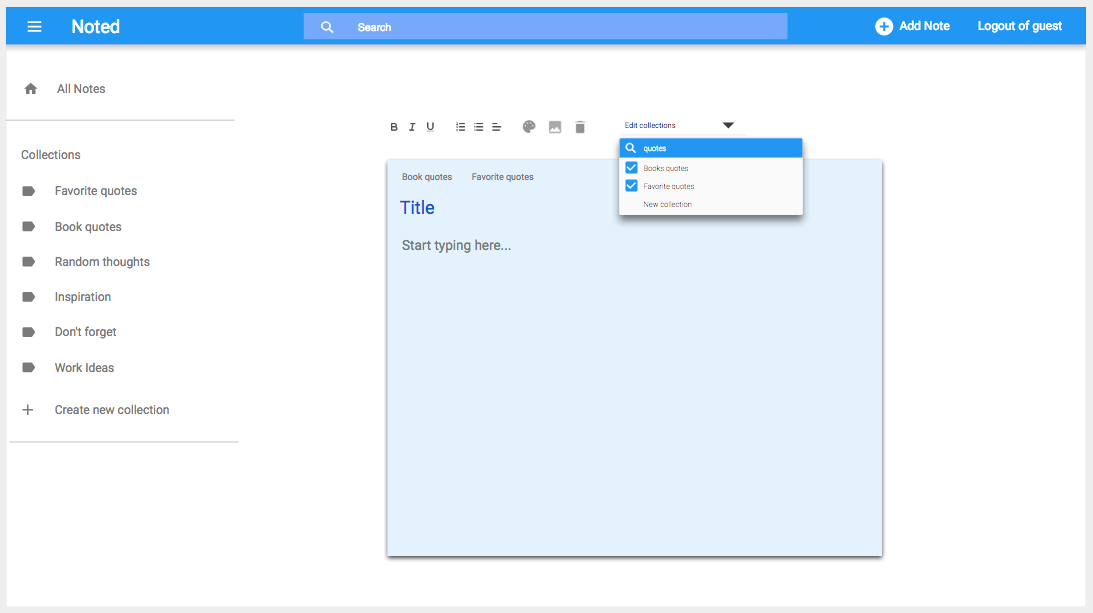 Noted
Search
Add Note
Logout of guest
All Notes
Collections
Favorite quotes
Book quotes
Random thoughts
Inspiration
Don't forget
Work Ideas
Create new collection
B I U
Edit collections
quotes
Books quotes
Favorite quotes
New collection
Book quotes Favorite quotes
Title
Start typing here...